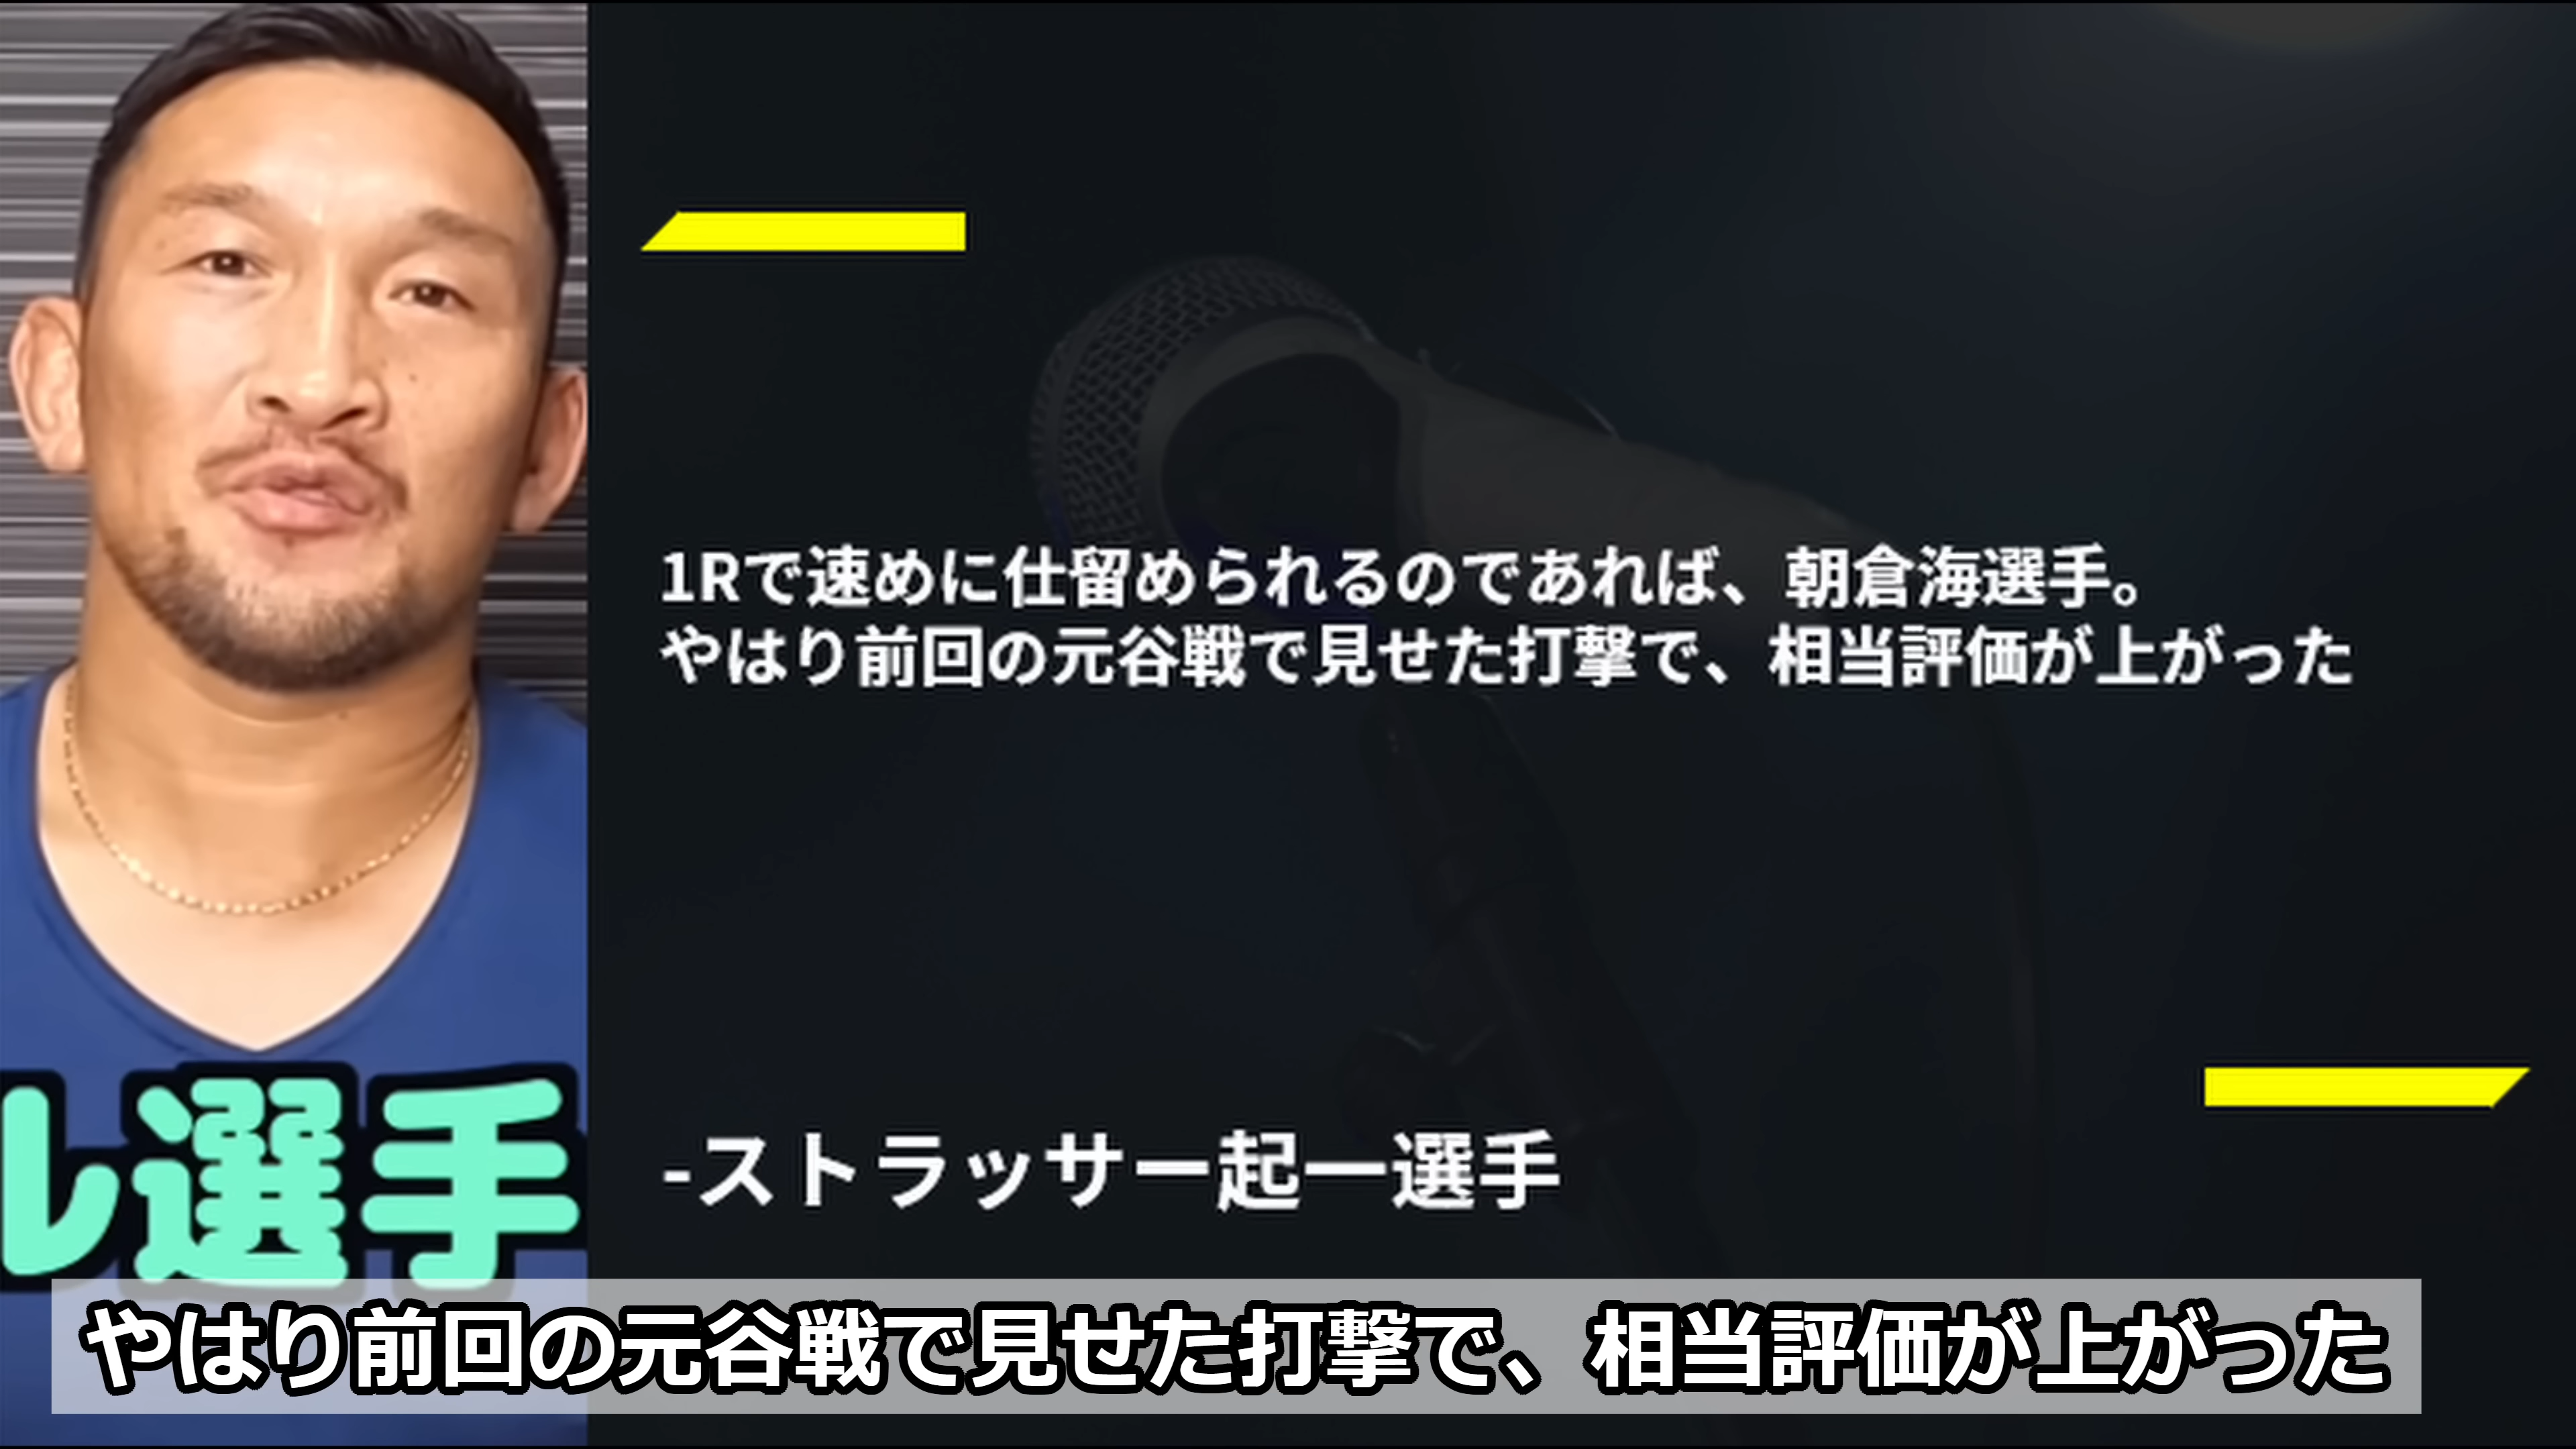 1Rで速めに仕留められるのであれば、朝倉海選手。
やはり前回の元谷戦で見せた打撃で、相当評価が上がった
-ストラッサー起一選手
ル選手
やはり前回の元谷戦で見せた打撃で、相当評価が上がった